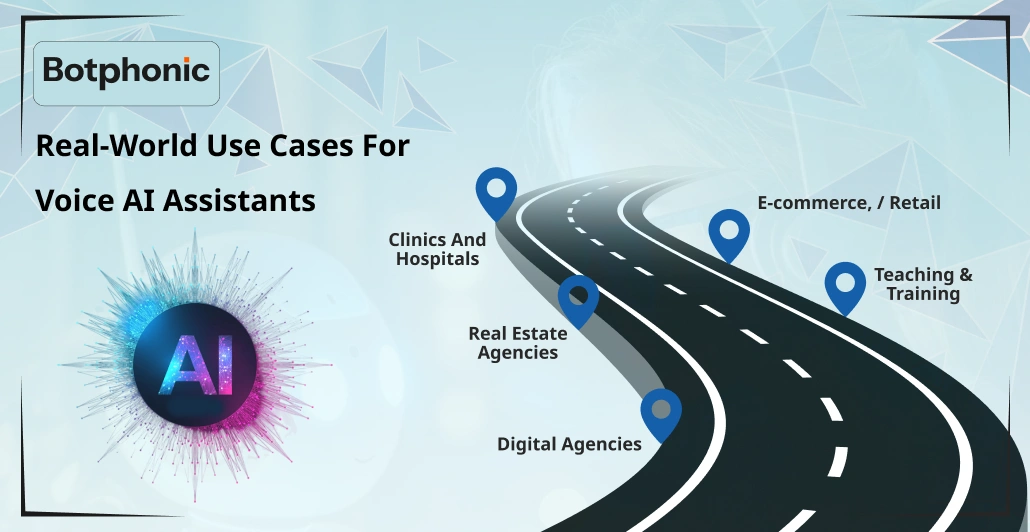 Botphonic
Real-World Use Cases For
Voice AI Assistants
AI
Clinics And
Hospitals
Real Estate
Agencies
Digital Agencies
E-commerce, / Retail
Teaching &
Training